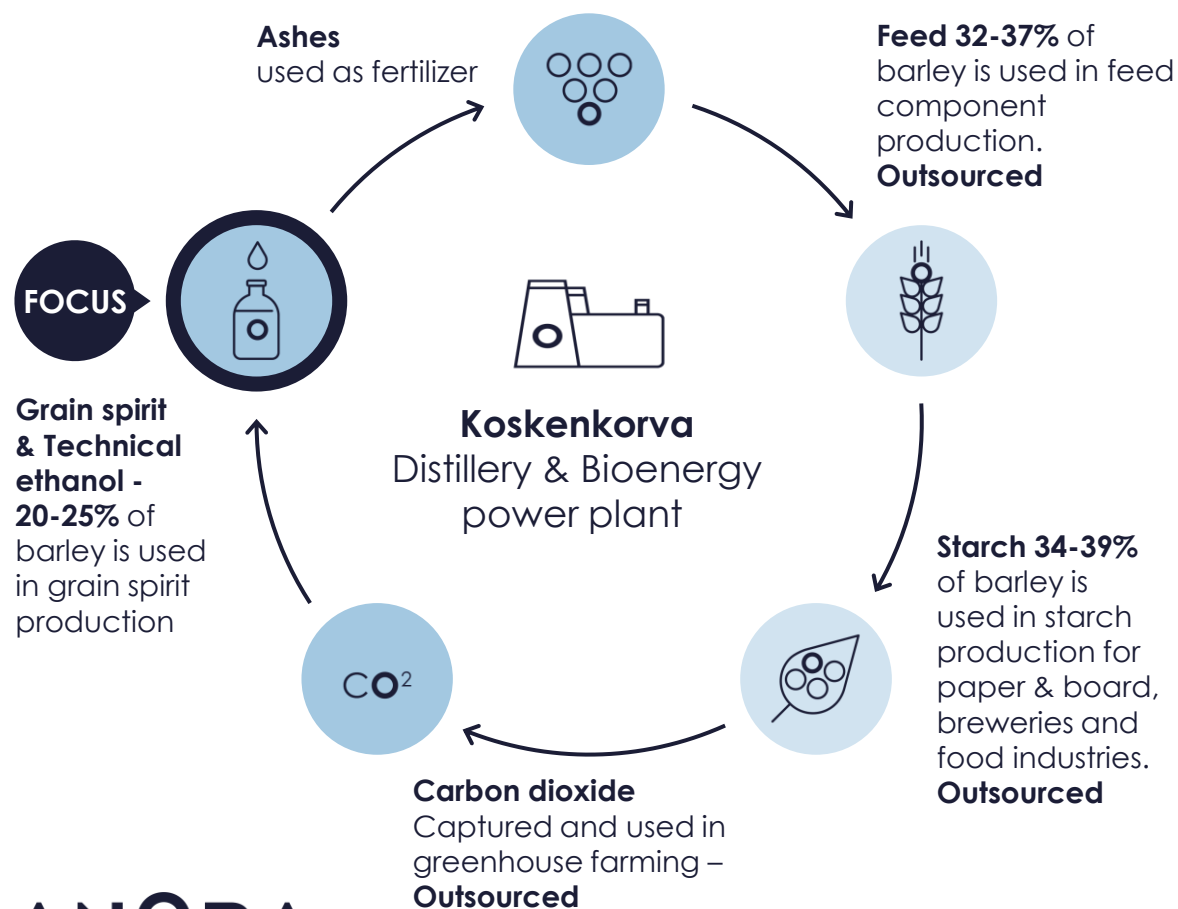 Ashes
used as fertilizer
Feed 32-37% of
barley is used in feed
component
production.
Outsourced
FOCUS
Grain spirit
& Technical
ethanol -
20-25% of
barley is used
in grain spirit
production
Koskenkorva
Distillery & Bioenergy
power plant
Starch 34-39%
of barley is
used in starch
production for
paper & board,
breweries and
food industries.
Outsourced
CO²
Carbon dioxide
Captured and used in
greenhouse farming –
Outsourced